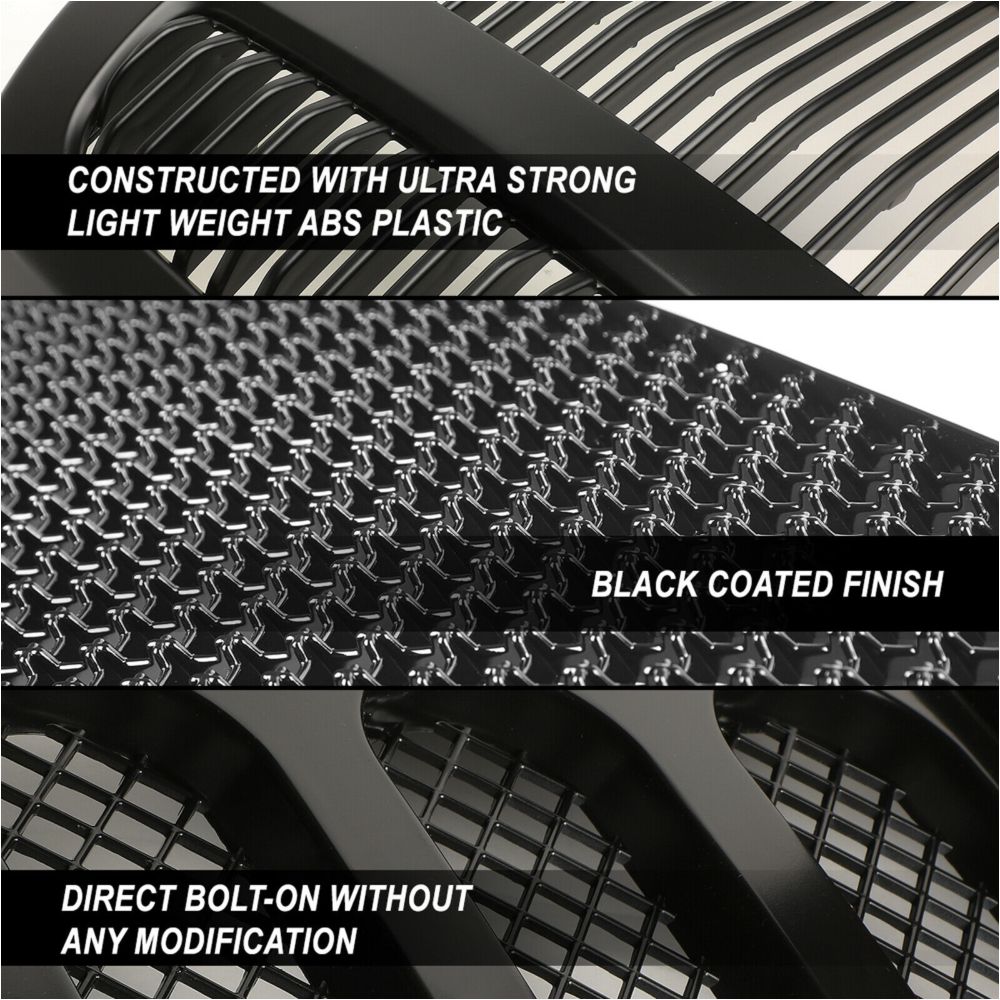 CONSTRUCTED WITH ULTRA STRONG
LIGHT WEIGHT ABS PLASTIC
BLACK COATED FINISH
DIRECT BOLT-ON WITHOUT
ANY MODIFICATION